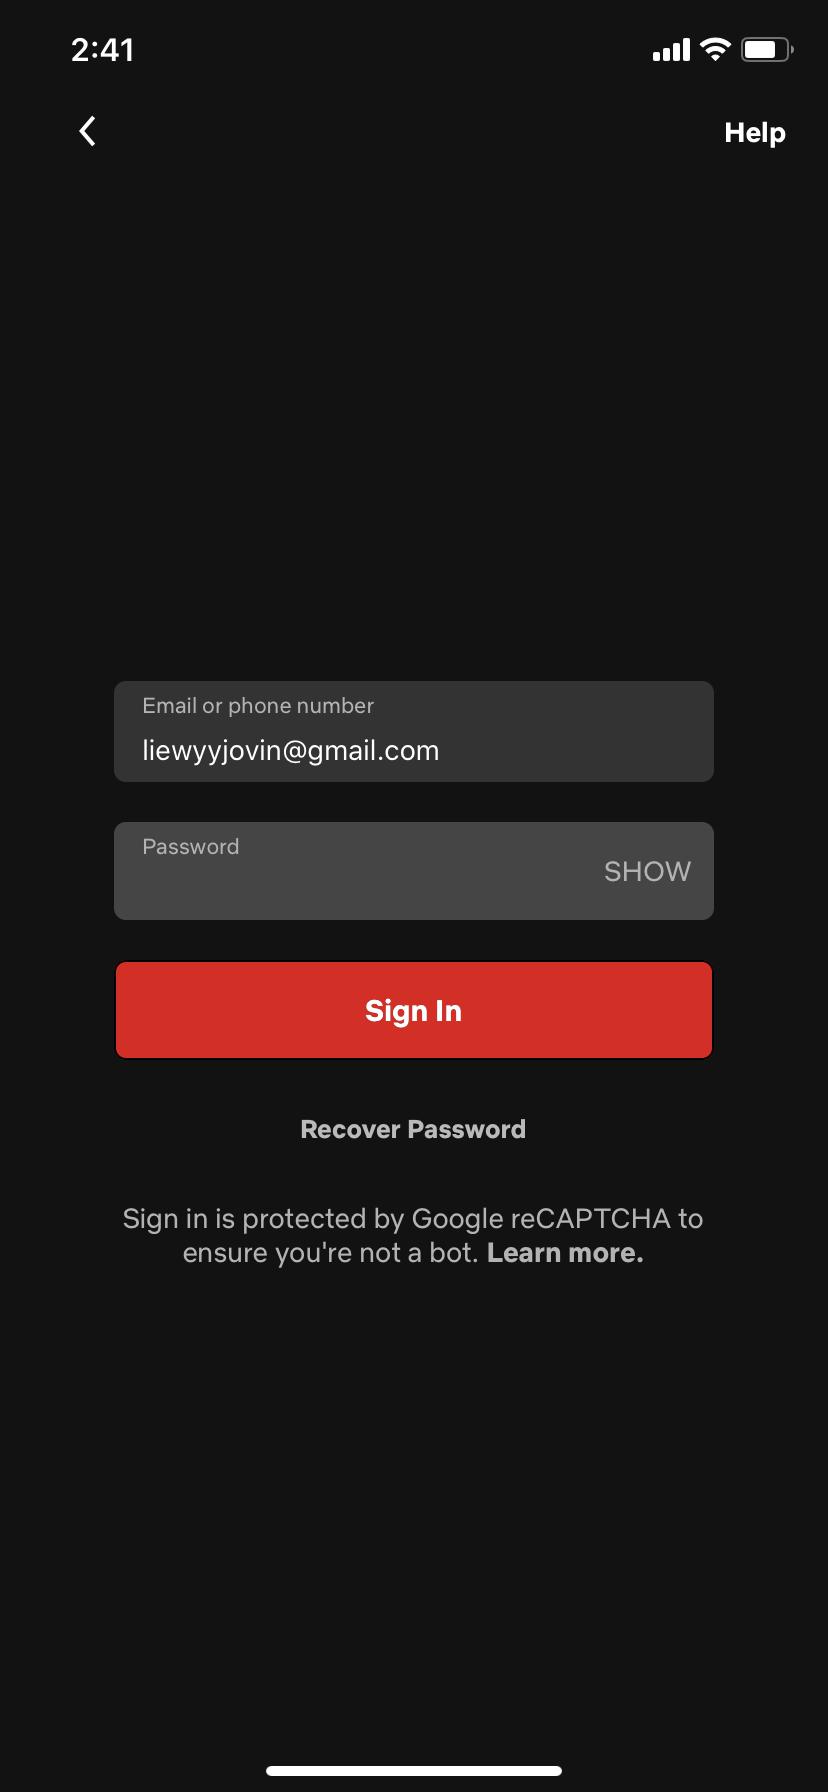 2:41
Help
Email or phone number
liewyyjovin@gmail.com
Password
SHOW
Sign In
Recover Password
Sign in is protected by Google reCAPTCHA to
ensure you're not a bot. Learn more.